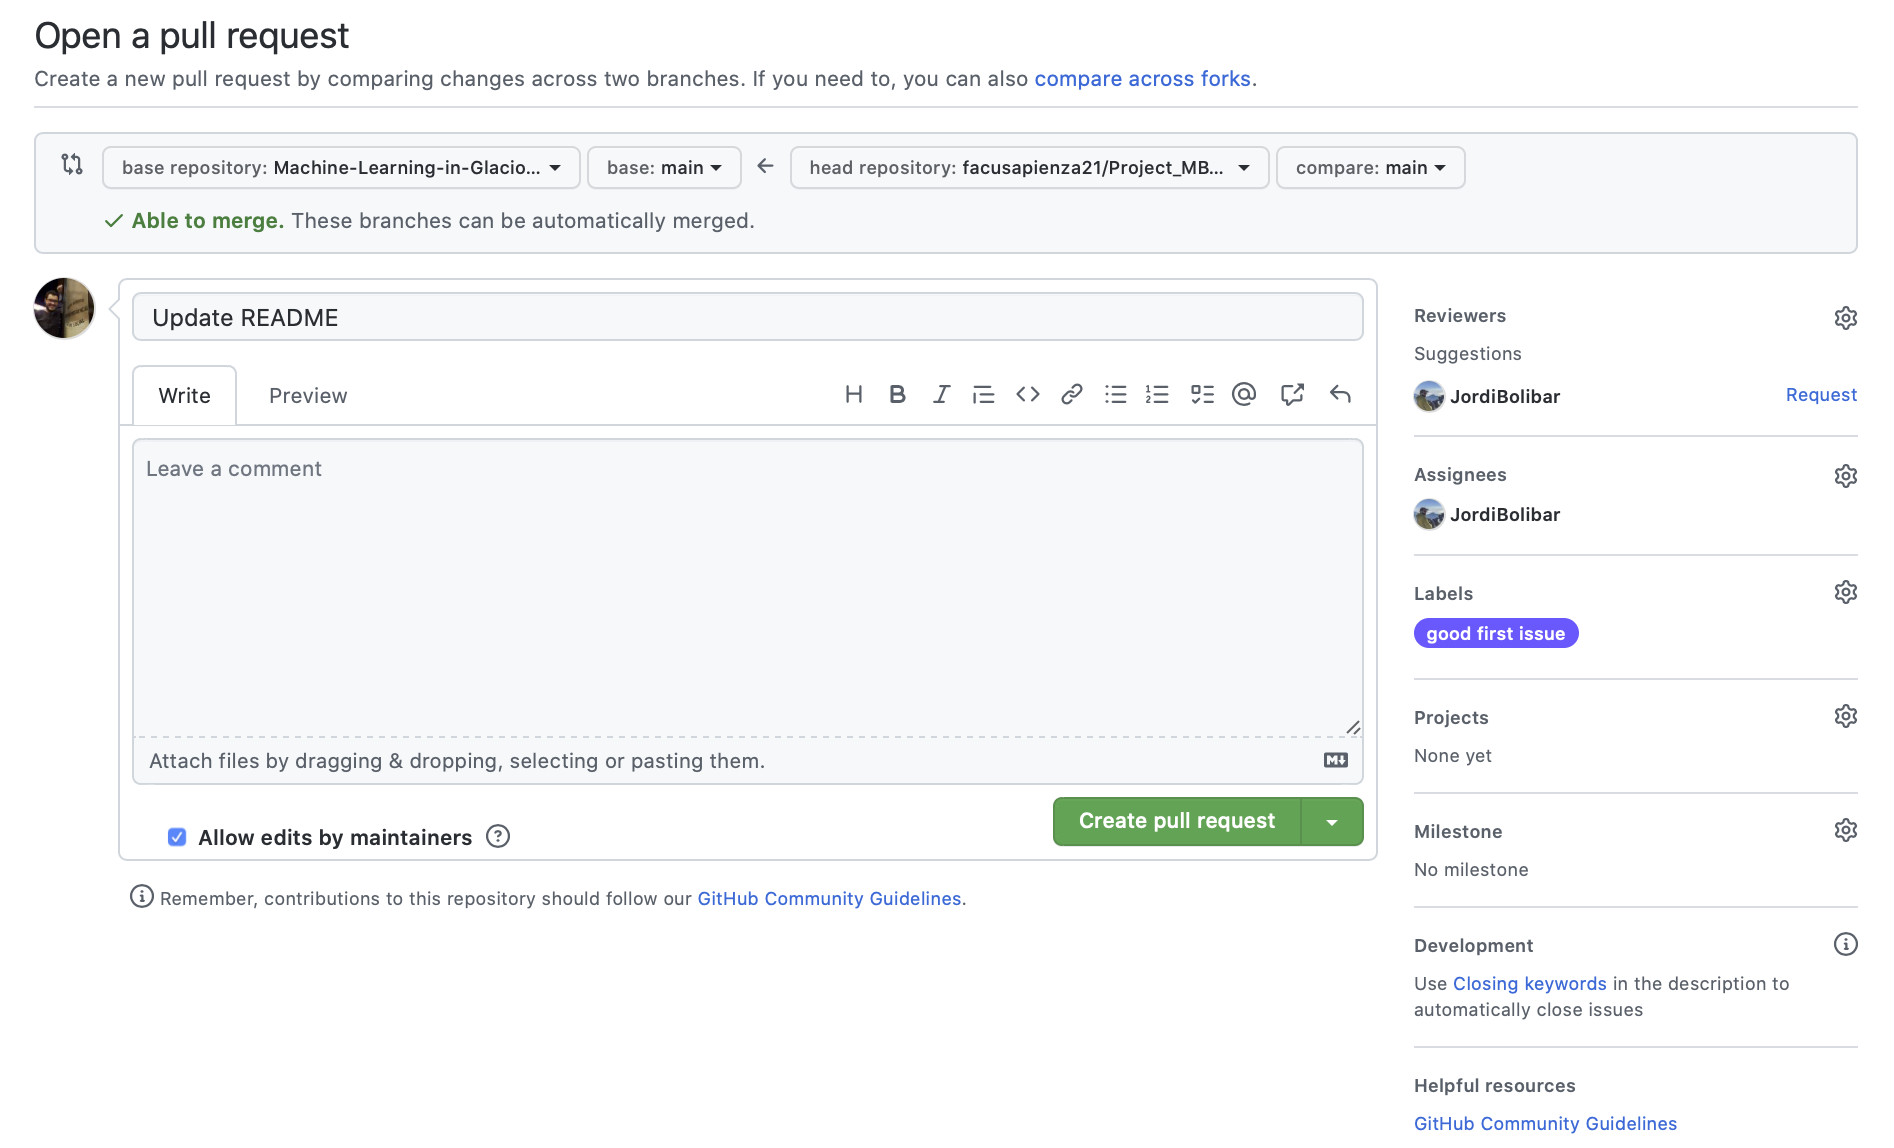 Open a pull request
Create a new pull request by comparing changes across two branches. If you need to, you can also compare across forks.
base repository: Machine-Learning-in-Glacio... base: main head repository: facusapienza21/Project_MB... compare: main
Able to merge. These branches can be automatically merged.
Update README
Write Preview
Leave a comment
Attach files by dragging & dropping, selecting or pasting them.
Allow edits by maintainers
Create pull request
Remember, contributions to this repository should follow our GitHub Community Guidelines.
Reviewers
Suggestions
JordiBolibar Request
Assignees
JordiBolibar
Labels
good first issue
Projects
None yet
Milestone
No milestone
Development
Use Closing keywords in the description to
automatically close issues
Helpful resources
GitHub Community Guidelines